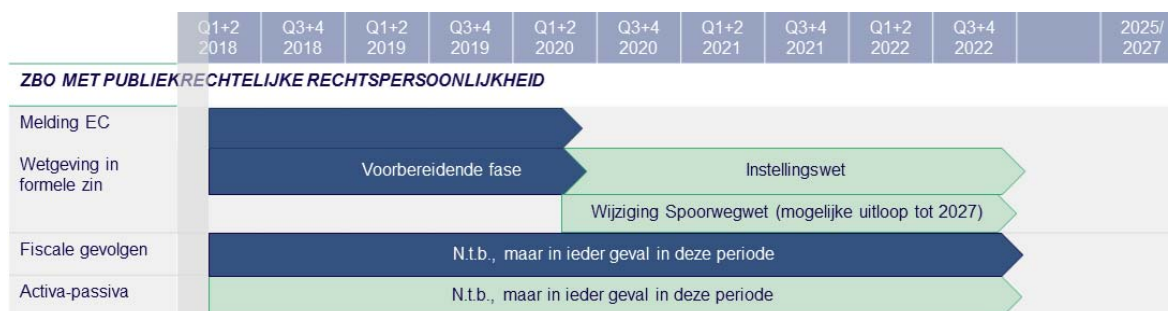 Q1+2 Q3+4 Q1+2 Q3+4 Q1+2 Q3+4 Q1+2 Q3+4 Q1+2 Q3+4 2025/
2018 2018 2019 2019 2020 2020 2021 2021 2022 2022 2027
ZBO MET PUBLIEKRECHTELIJKE RECHTSPERSOONLIJKHEID
Melding EC
Wetgeving in
formele zin
Voorbereidende fase
Instellingswet
Wijziging Spoorwegwet (mogelijke uitloop tot 2027)
Fiscale gevolgen
N.t.b., maar in ieder geval in deze periode
Activa-passiva
N.t.b., maar in ieder geval in deze periode